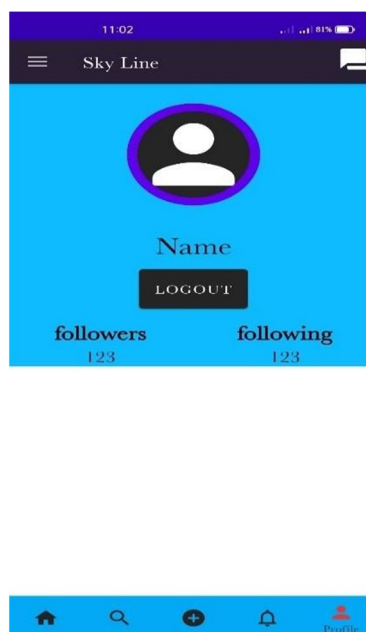 11:02 81%
Sky Line
Name
LOGOUT
followers following
123 123
Profile